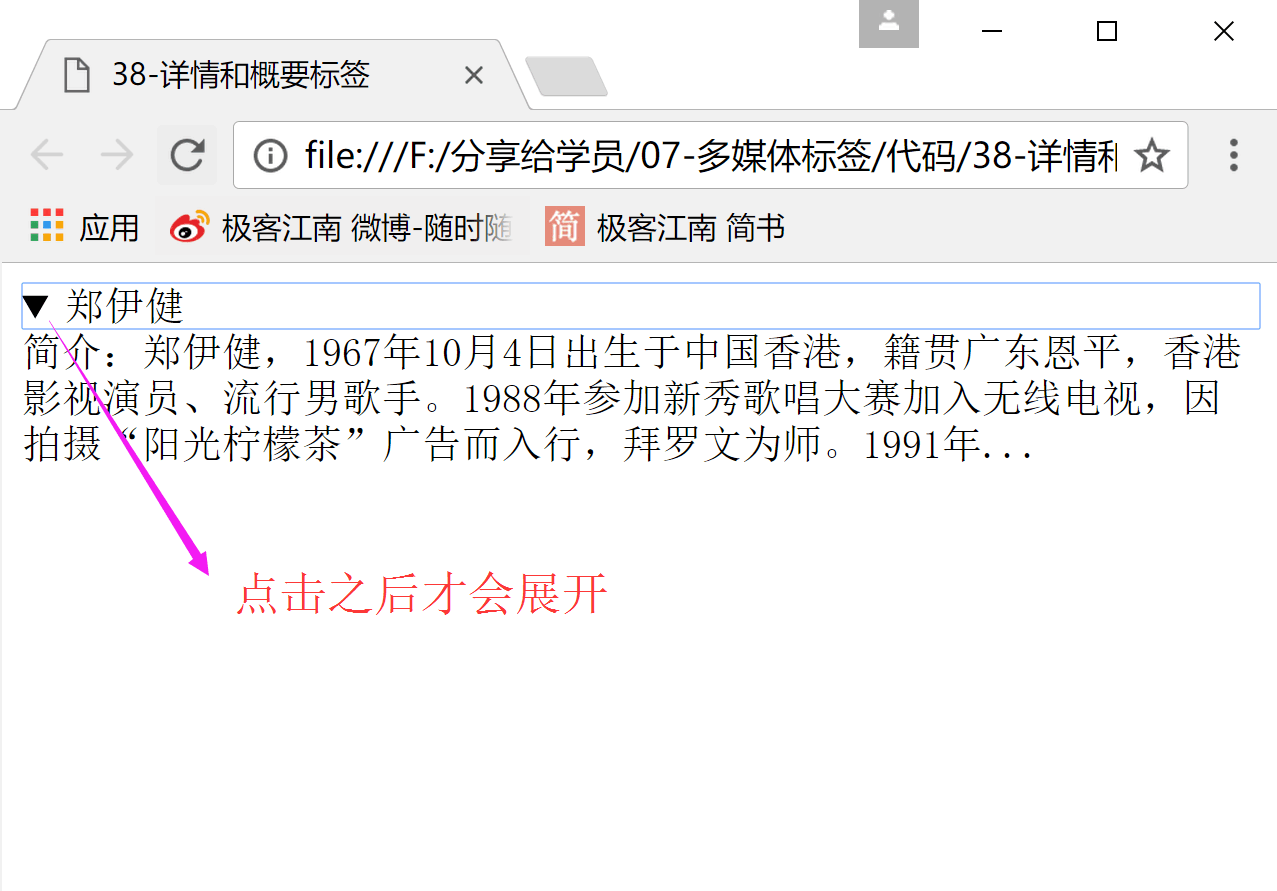 38-详情和概要标签
file:///F:/分享给学员/07-多媒体标签/代码/38-详情
应用 极客江南 微博-随时随 简 极客江南 简书
郑伊健
简介：郑伊健，1967年10月4日出生于中国香港，籍贯广东恩平，香港
影视演员、流行男歌手。1988年参加新秀歌唱大赛加入无线电视，因
拍摄“阳光柠檬茶”广告而入行，拜罗文为师。1991年...
点击之后才会展开